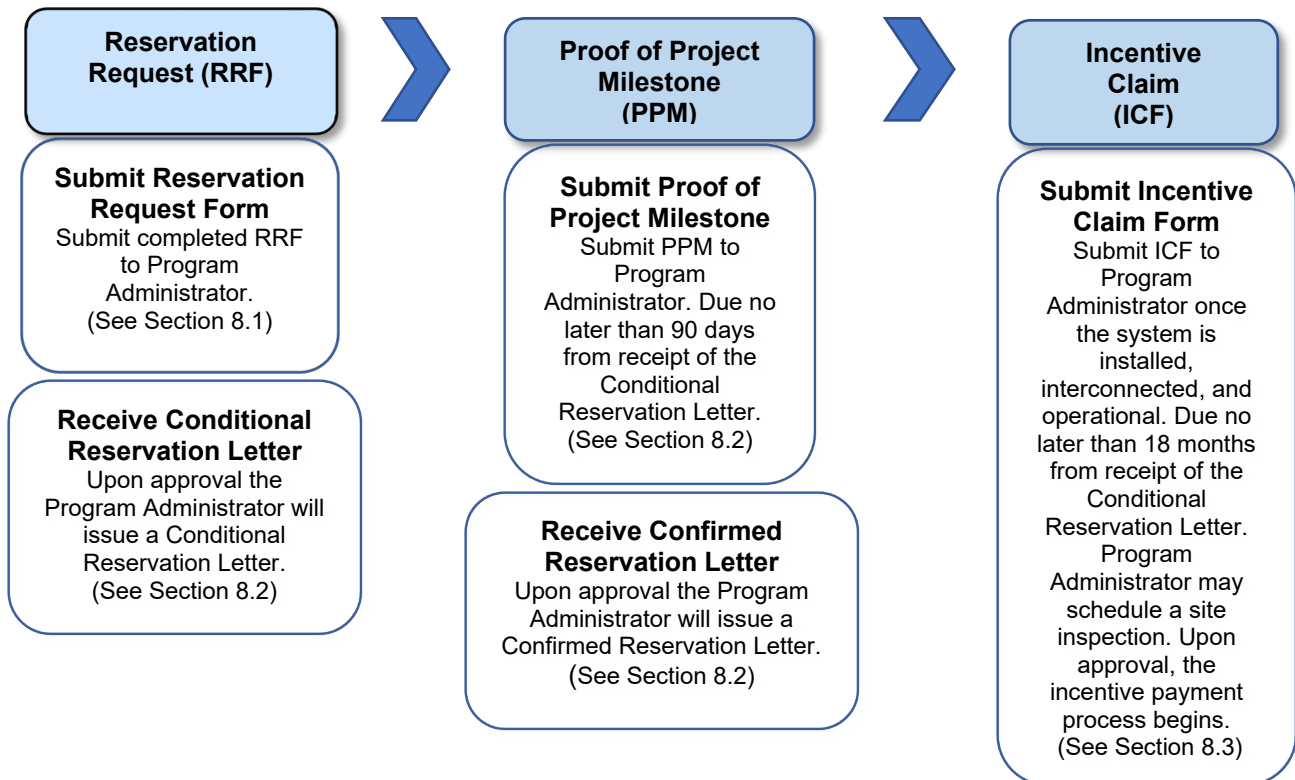 Reservation
Request (RRF)
Submit Reservation
Request Form
Submit completed RRF
to Program
Administrator.
(See Section 8.1)
Receive Conditional
Reservation Letter
Upon approval the
Program Administrator will
issue a Conditional
Reservation Letter.
(See Section 8.2)
Proof of Project
Milestone
(PPM)
Submit Proof of
Project Milestone
Submit PPM to
Program
Administrator. Due no
later than 90 days
from receipt of the
Conditional
Reservation Letter.
(See Section 8.2)
Receive Confirmed
Reservation Letter
Upon approval the Program
Administrator will issue a
Confirmed Reservation Letter.
(See Section 8.2)
Incentive
Claim
(ICF)
Submit Incentive
Claim Form
Submit ICF to
Program
Administrator once
the system is
installed,
interconnected, and
operational. Due no
later than 18 months
from receipt of the
Conditional
Reservation Letter.
Program
Administrator may
schedule a site
inspection. Upon
approval, the
incentive payment
process begins.
(See Section 8.3)